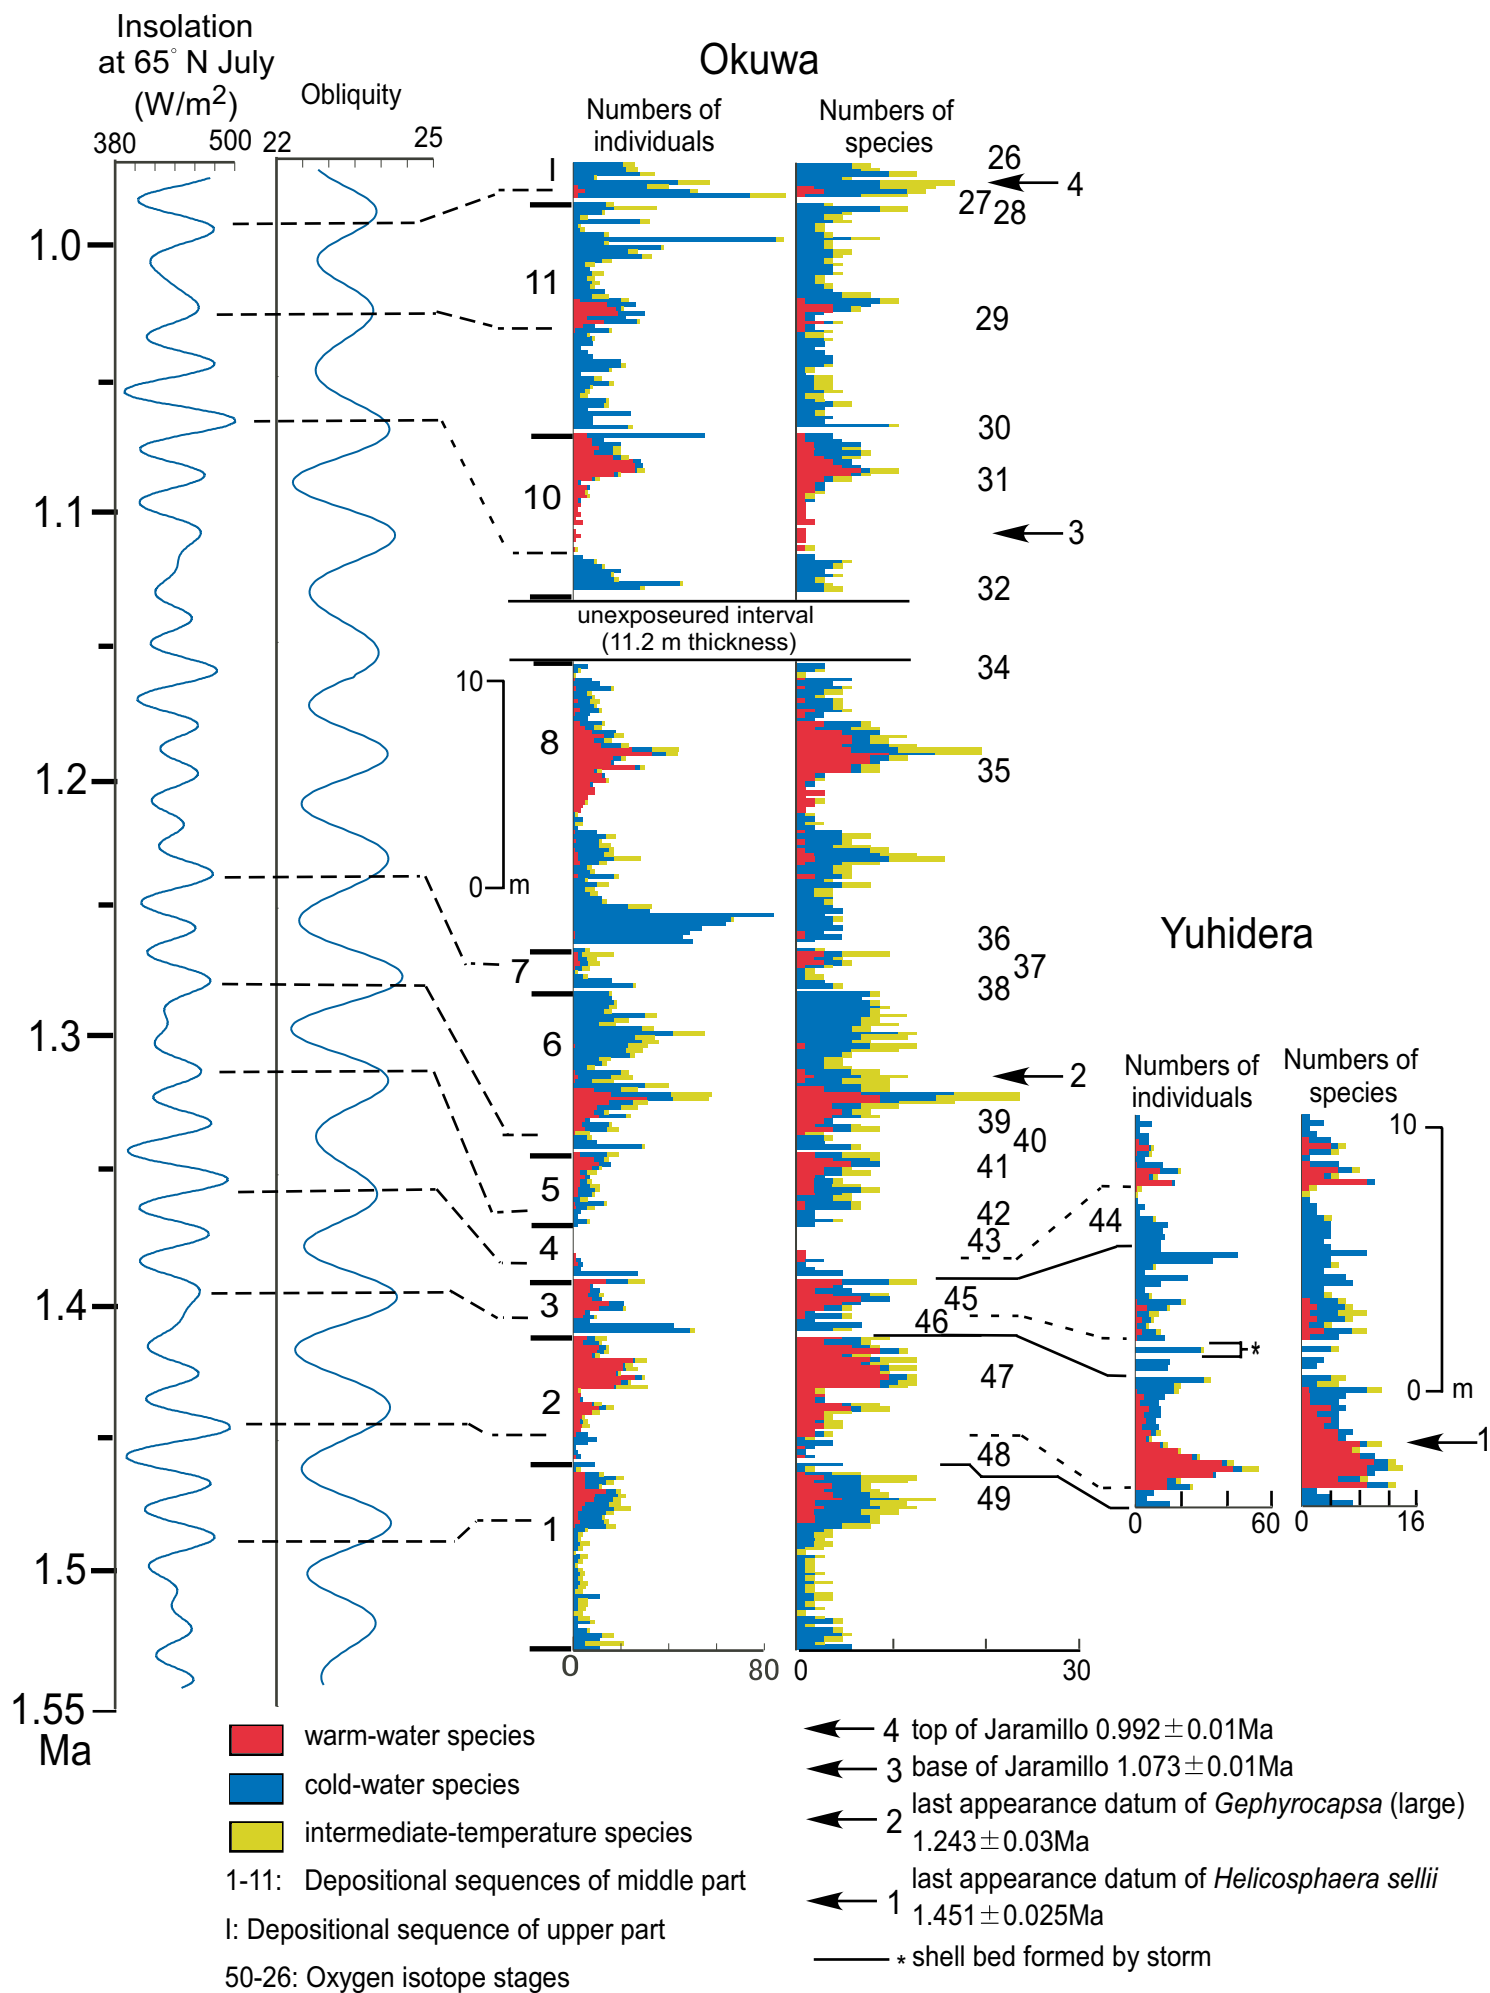 Insolation
at 65° N July
(W/m²)
380 500
Obliquity
22 25
Okuwa
Numbers of
individuals
Numbers of
species
I
11
10
8
7
6
5
4
3
2
1
unexposeured interval
(11.2 m thickness)
10
0 m
26
4
27
28
29
30
31
3
32
34
35
36
37
38
2
39
40
41
42
43
44
45
46
47
48
49
1.0
1.1
1.2
1.3
1.4
1.5
1.55
Ma
0 80
0 30
Yuhidera
Numbers of
individuals
Numbers of
species
10
0 m
*
1
0 60
0 16
warm-water species
cold-water species
intermediate-temperature species
1-11: Depositional sequences of middle part
I: Depositional sequence of upper part
50-26: Oxygen isotope stages
4 top of Jaramillo 0.992±0.01Ma
3 base of Jaramillo 1.073±0.01Ma
2 last appearance datum of Gephyrocapsa (large)
1.243±0.03Ma
1 last appearance datum of Helicosphaera sellii
1.451±0.025Ma
* shell bed formed by storm